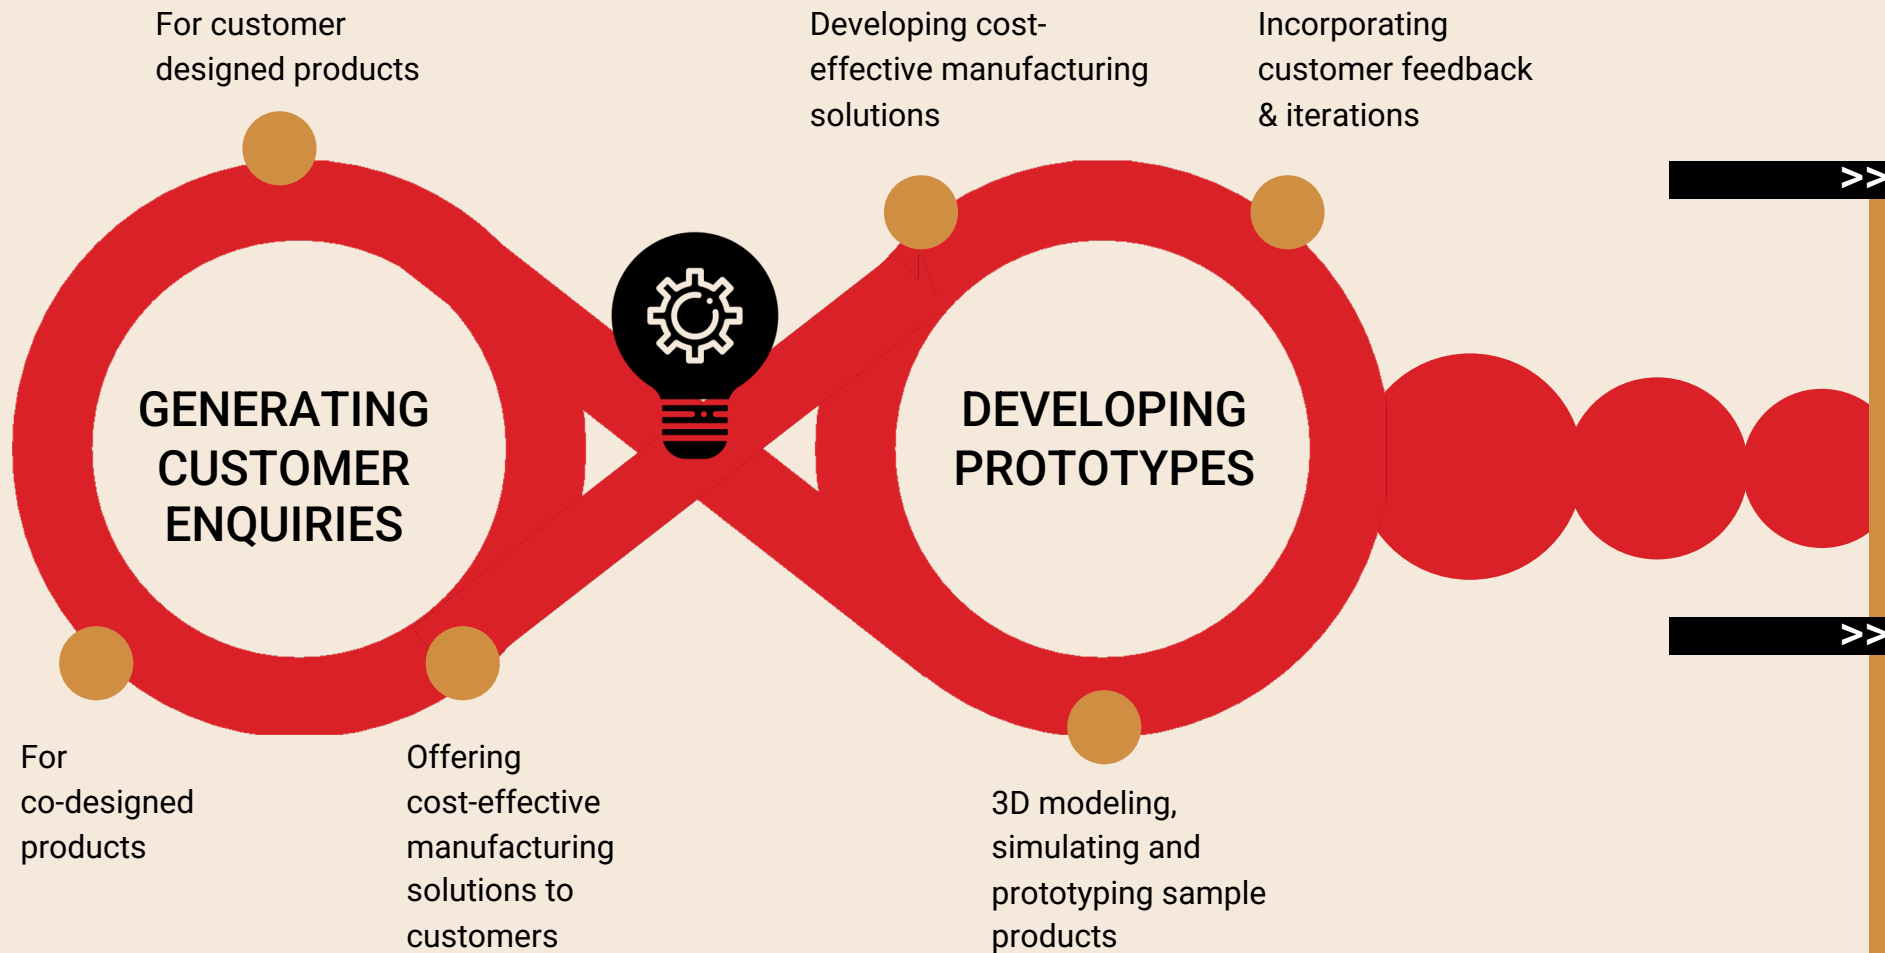 For customer
designed products
Developing cost-
effective manufacturing
solutions
Incorporating
customer feedback
& iterations
>>
GENERATING
CUSTOMER
ENQUIRIES
DEVELOPING
PROTOTYPES
>>
For
co-designed
products
Offering
cost-effective
manufacturing
solutions to
customers
3D modeling,
simulating and
prototyping sample
products